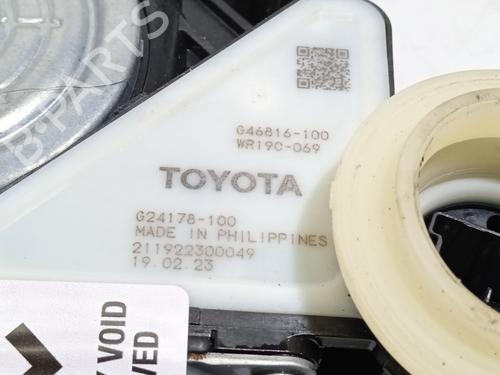 B-PARTS
G46816-100
WR19C-069
TOYOTA
G24178-100
MADE IN PHILIPPINES
211922300049
19.02.23
VOID
VED